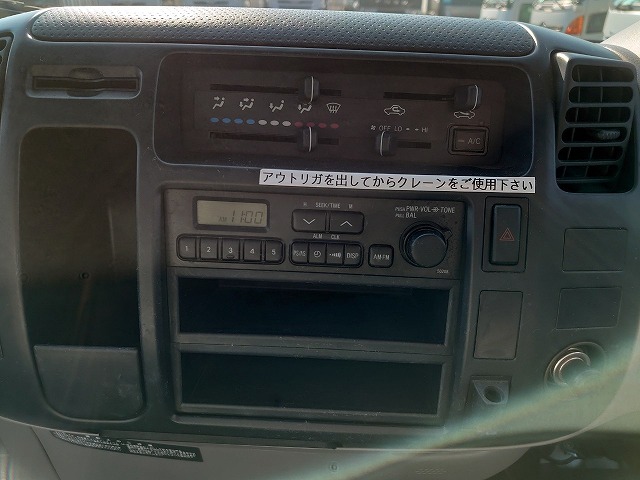 OFF LO HI
A/C
アウトリガを出してからクレーンをご使用下さい
∧ SEEK/TIME M
PUSH PWR·VOL TONE
PULL BAL
AM 1100
ALM CLK
1 2 3 4 5
DISP
AM·FM